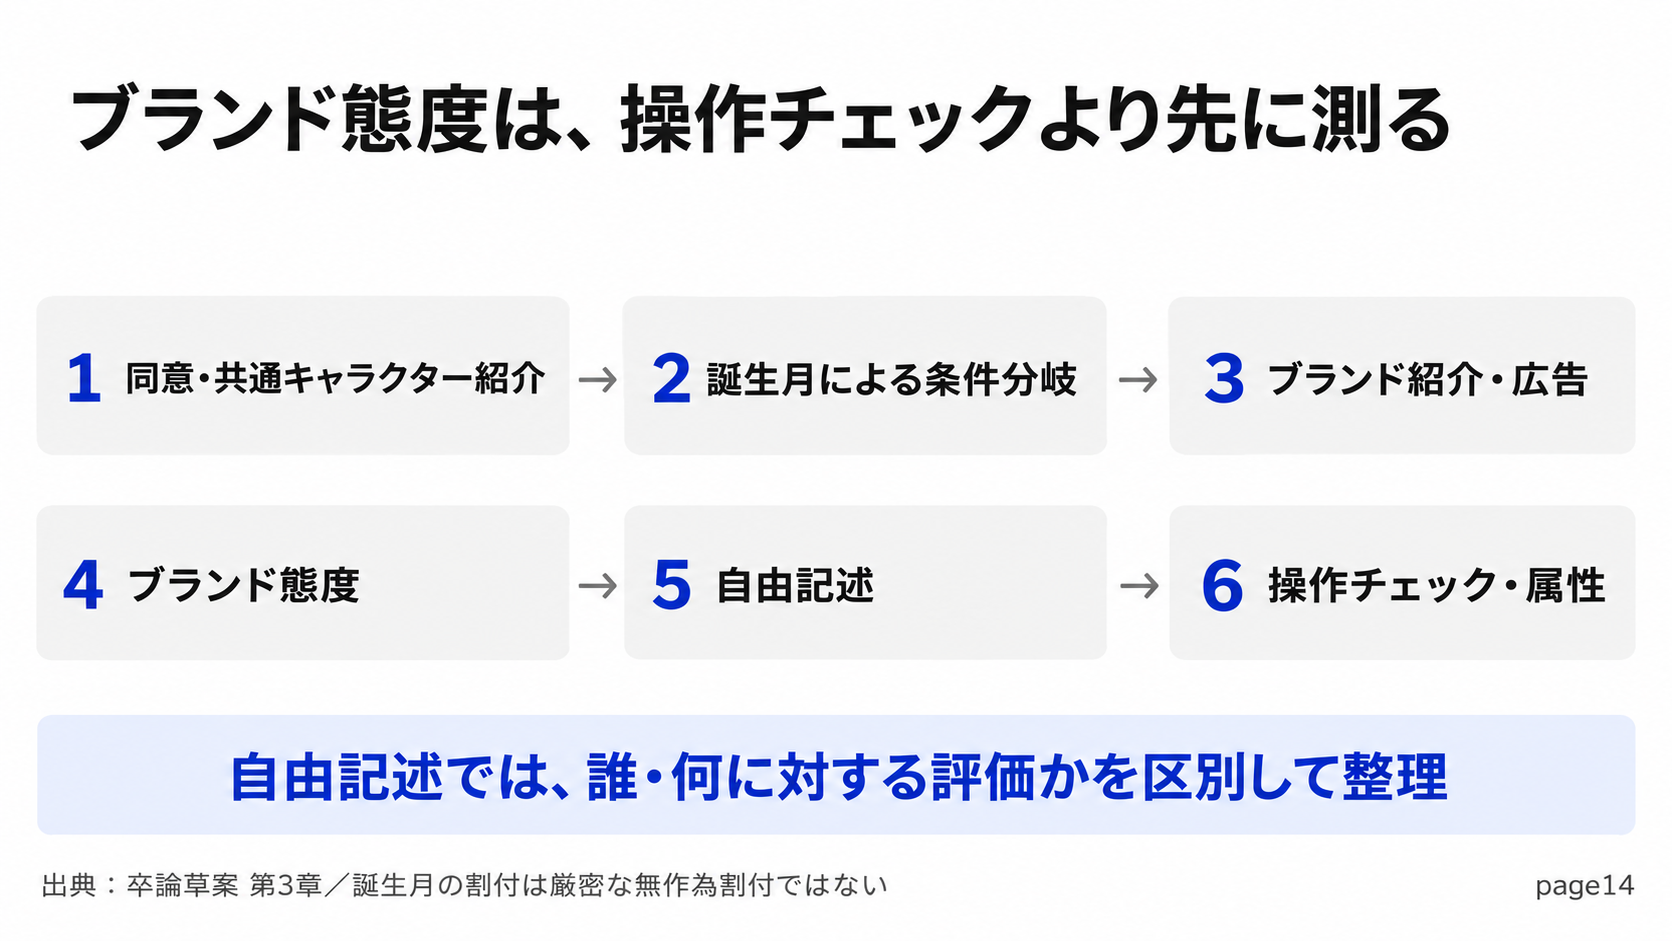 ブランド態度は、操作チェックより先に測る
1 同意・共通キャラクター紹介 → 2 誕生月による条件分岐 → 3 ブランド紹介・広告
4 ブランド態度 → 5 自由記述 → 6 操作チェック・属性
自由記述では、誰・何に対する評価かを区別して整理
出典：卒論草案 第3章／誕生月の割付は厳密な無作為割付ではない
page14